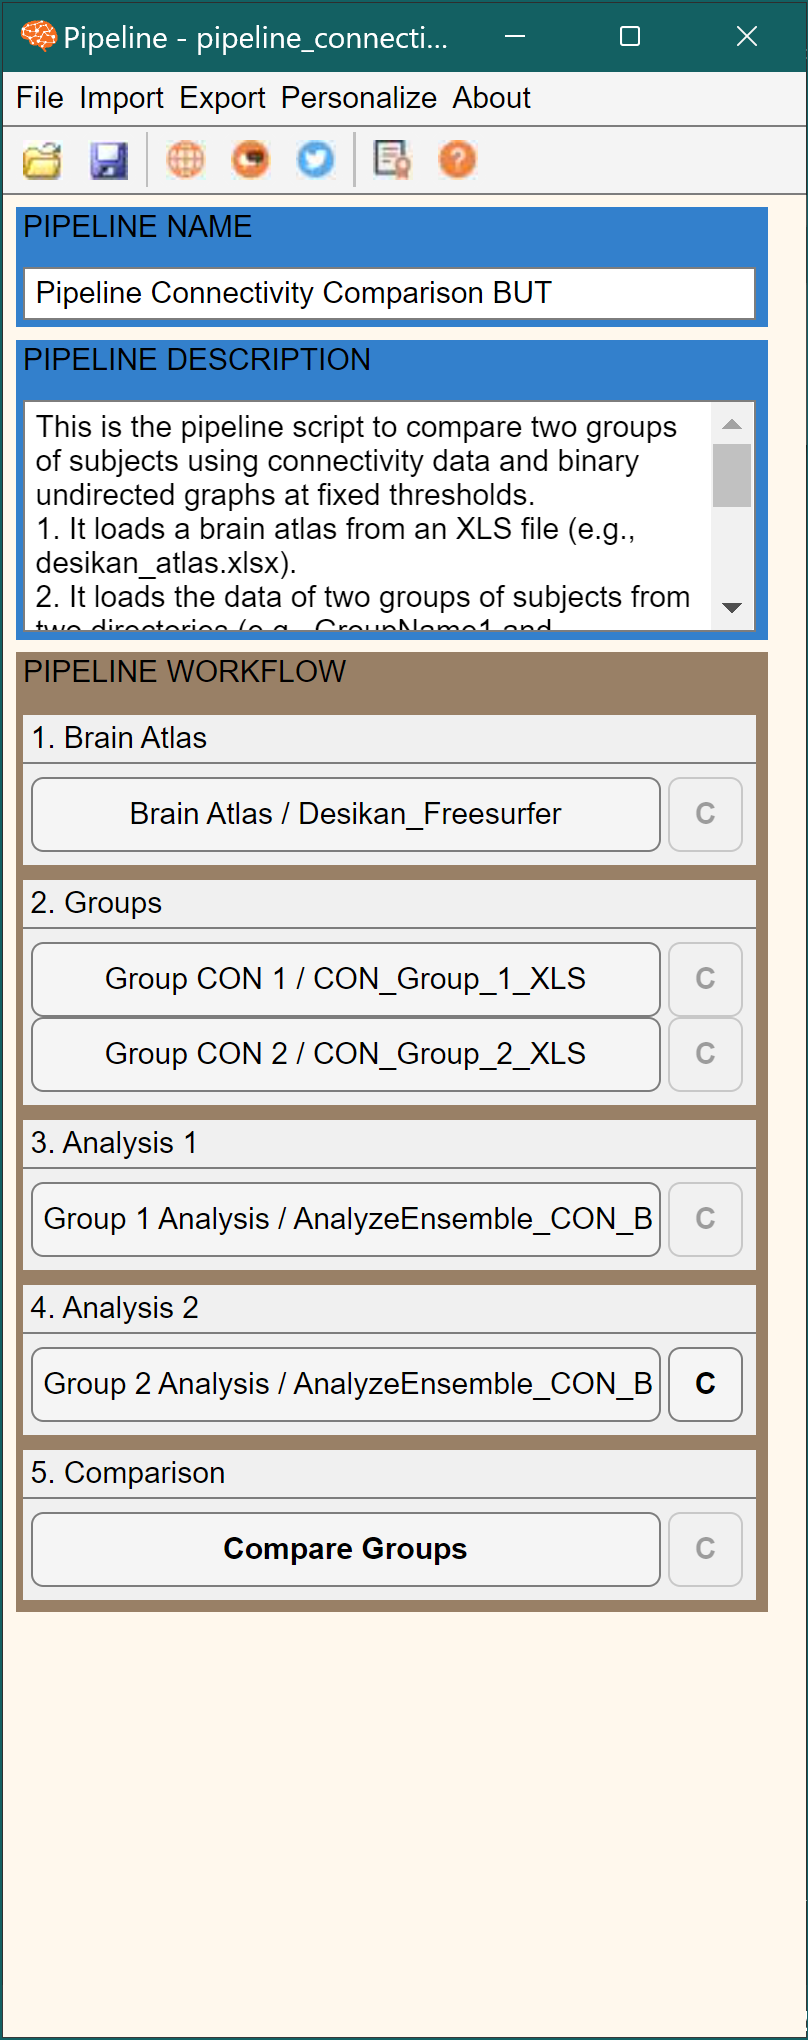 Pipeline - pipeline_connecti...
File Import Export Personalize About
PIPELINE NAME
Pipeline Connectivity Comparison BUT
PIPELINE DESCRIPTION
This is the pipeline script to compare two groups
of subjects using connectivity data and binary
undirected graphs at fixed thresholds.
1. It loads a brain atlas from an XLS file (e.g.,
desikan_atlas.xlsx).
2. It loads the data of two groups of subjects from
two directories (e.g., GroupName1 and
PIPELINE WORKFLOW
1. Brain Atlas
Brain Atlas / Desikan_Freesurfer C
2. Groups
Group CON 1 / CON_Group_1_XLS C
Group CON 2 / CON_Group_2_XLS C
3. Analysis 1
Group 1 Analysis / AnalyzeEnsemble_CON_B C
4. Analysis 2
Group 2 Analysis / AnalyzeEnsemble_CON_B C
5. Comparison
Compare Groups C